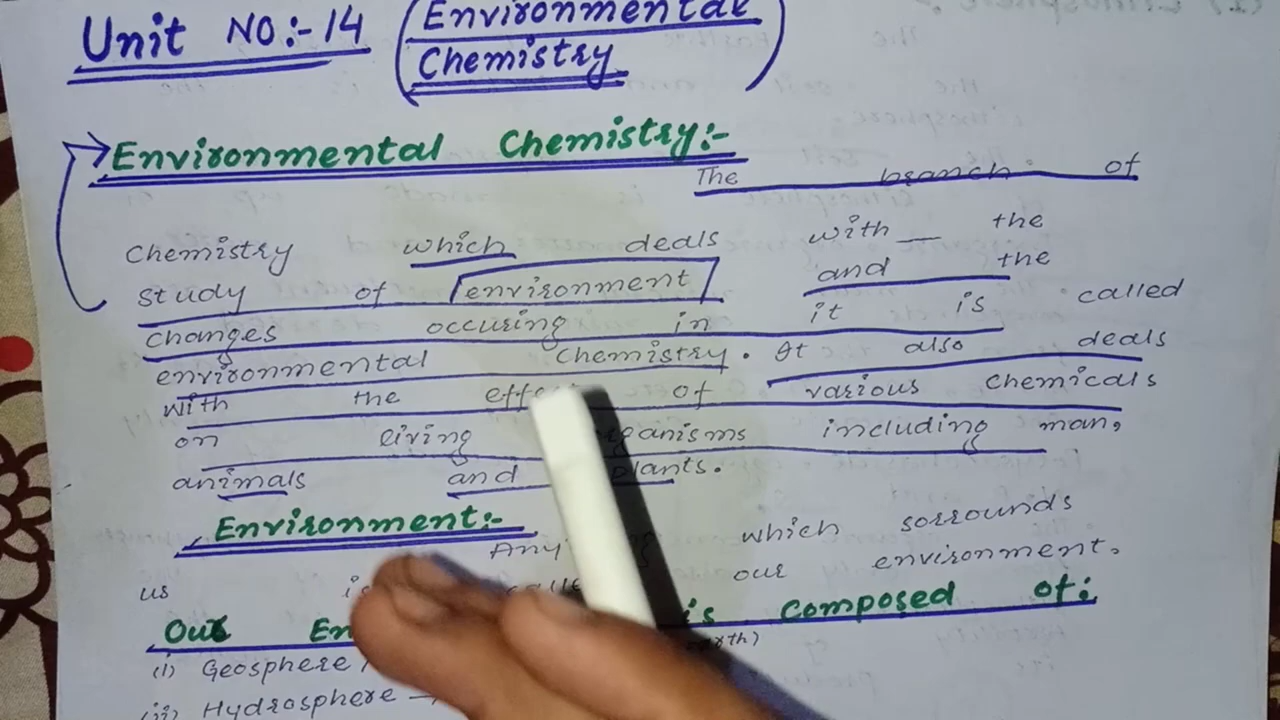 Unit NO:- 14 (Environmental
Chemistry)
Environmental Chemistry:-
The branch of
chemistry which deals with the
study of environment and the
changes occuring in it is called
environmental chemistry. It also deals
with the of various chemicals
on living including man,
animals and plants.
Environment:-
Any which sorrounds
us is our environment.
Our is composed of:
(i) Geosphere
(ii) Hydrosphere →